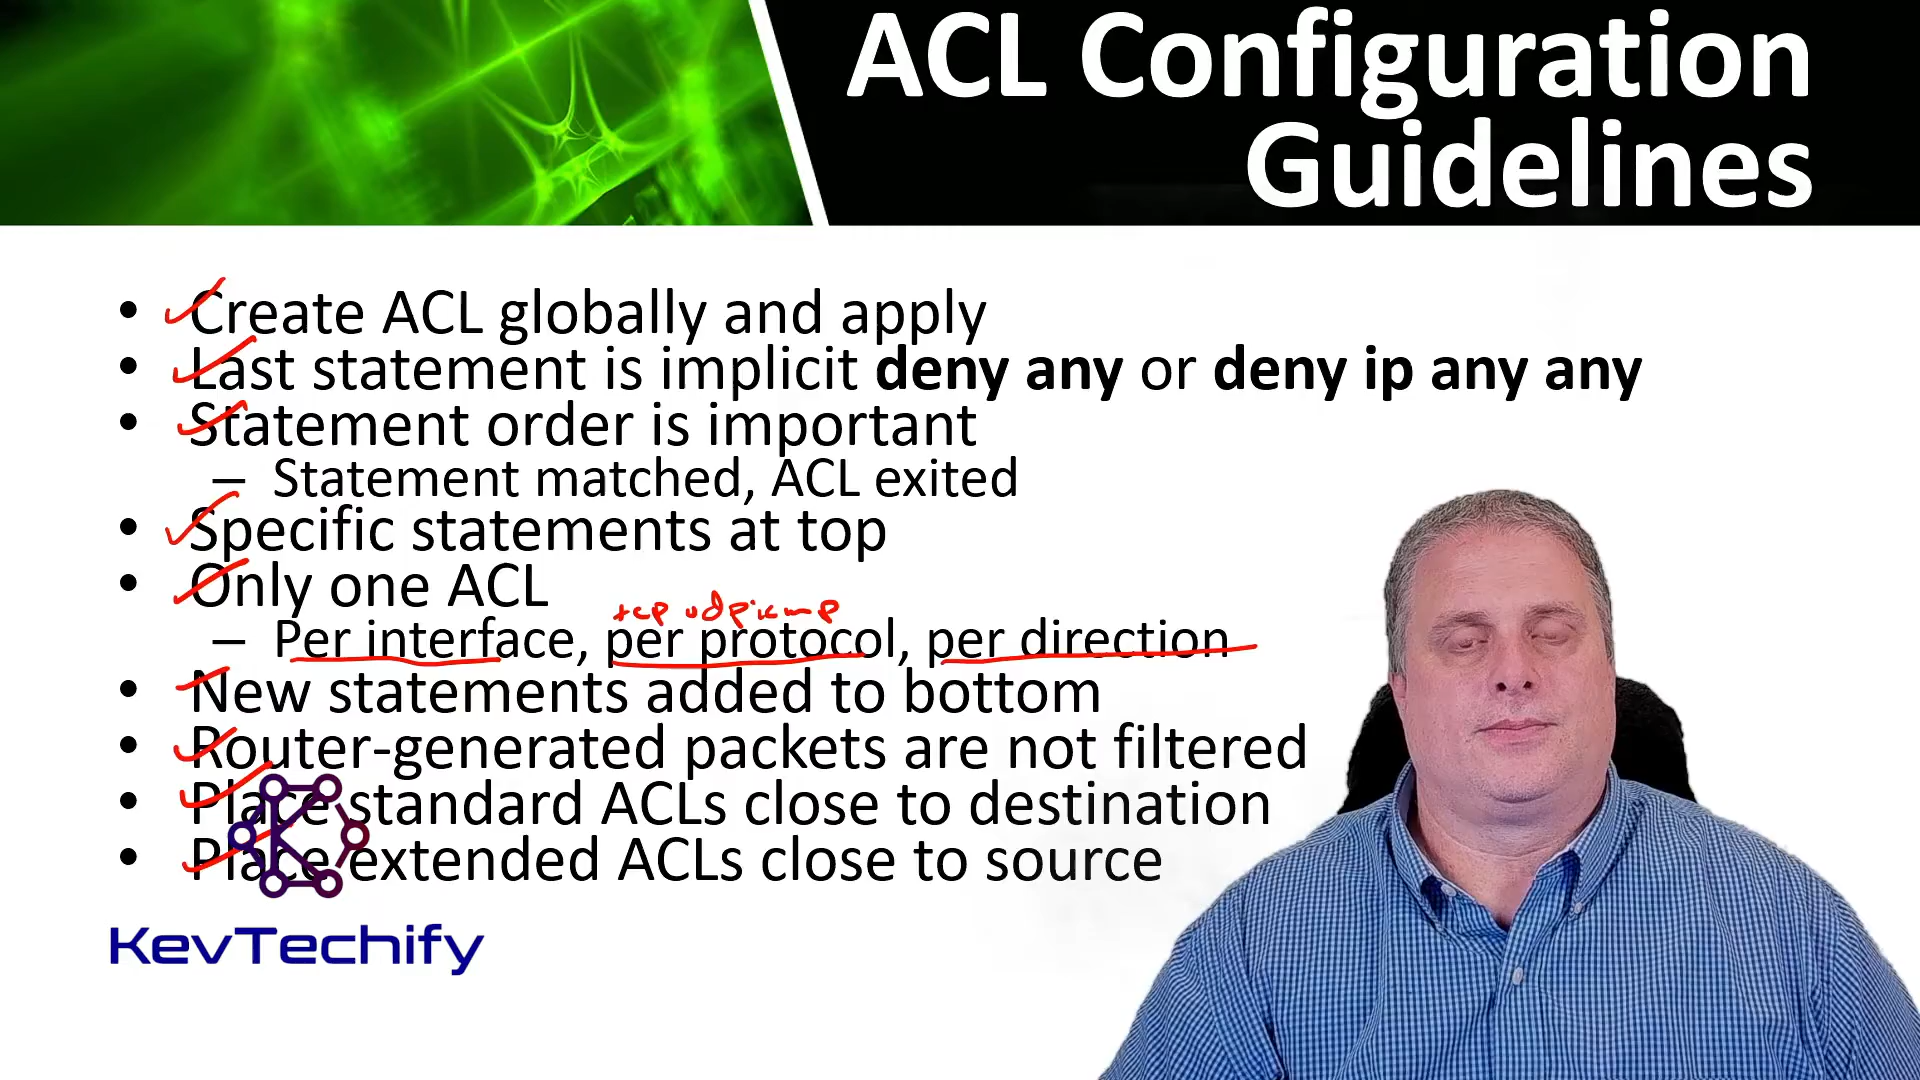 ACL Configuration
Guidelines
• Create ACL globally and apply
• Last statement is implicit deny any or deny ip any any
• Statement order is important
– Statement matched, ACL exited
• Specific statements at top
• Only one ACL
tcp udp icmp
– Per interface, per protocol, per direction
• New statements added to bottom
• Router-generated packets are not filtered
• Place standard ACLs close to destination
• Place extended ACLs close to source
KevTechify